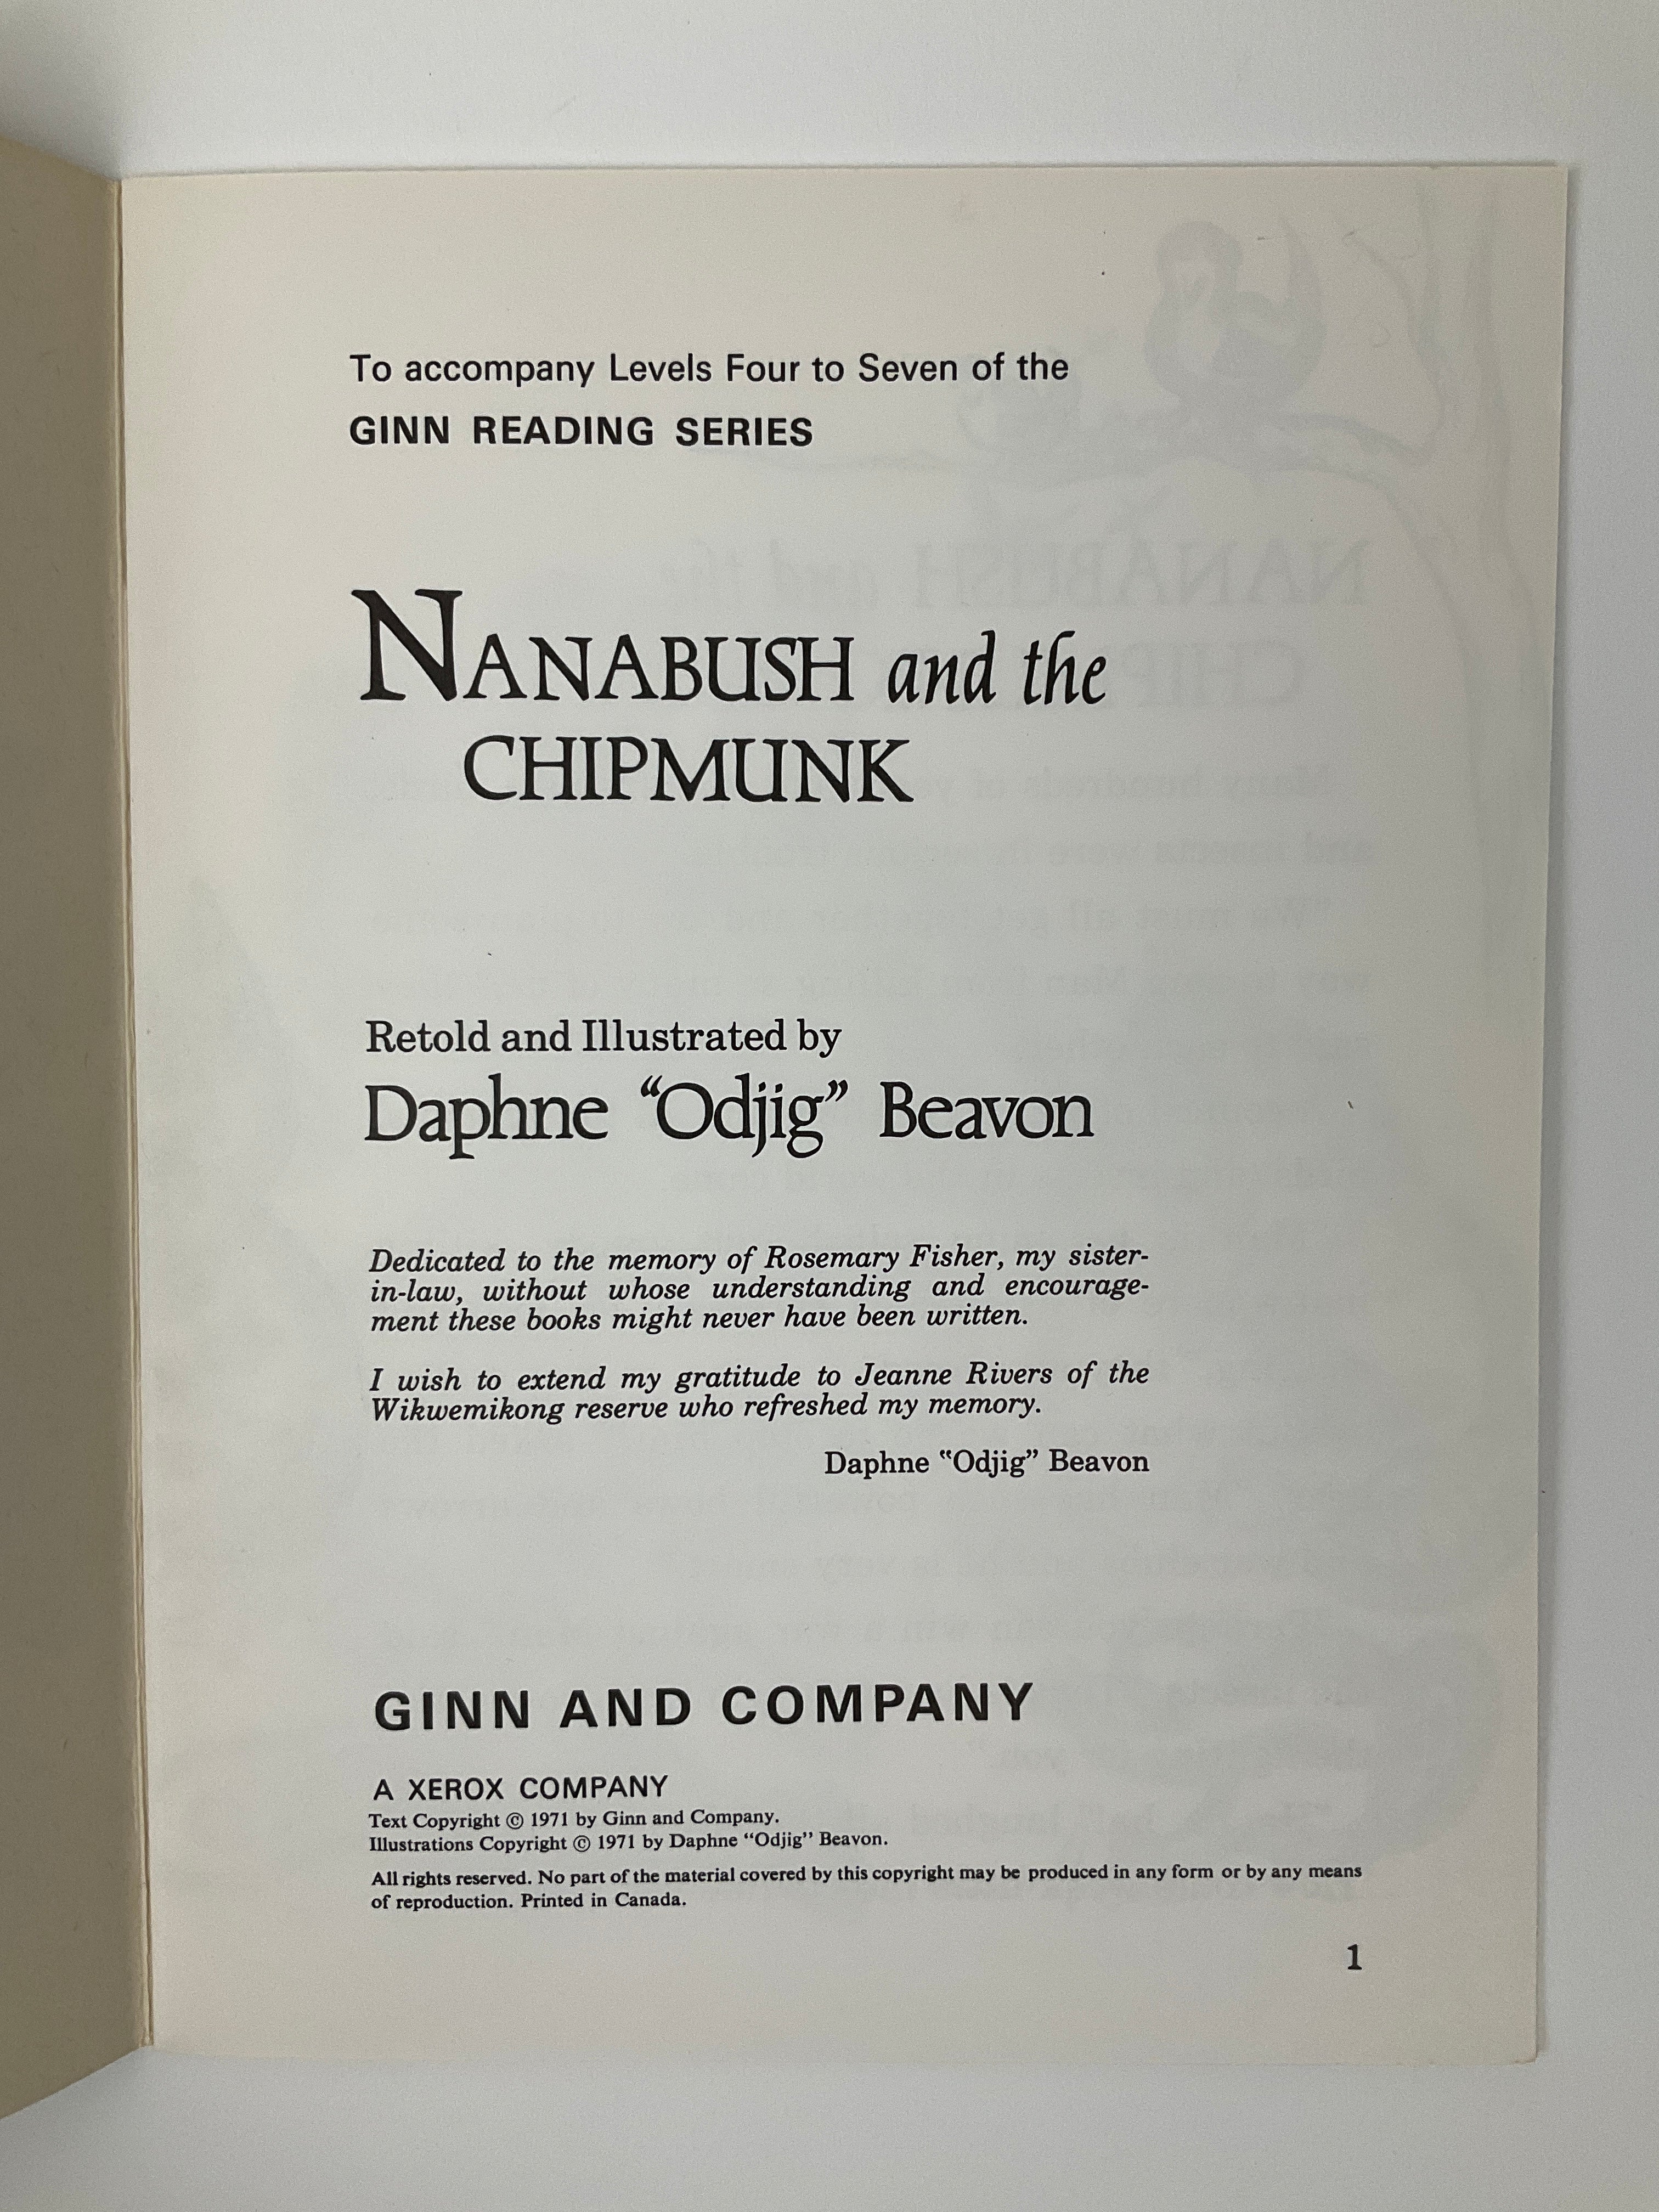 To accompany Levels Four to Seven of the
GINN READING SERIES
NANABUSH and the
CHIPMUNK
Retold and Illustrated by
Daphne “Odjig” Beavon
Dedicated to the memory of Rosemary Fisher, my sister-
in-law, without whose understanding and encourage-
ment these books might never have been written.
I wish to extend my gratitude to Jeanne Rivers of the
Wikwemikong reserve who refreshed my memory.
Daphne “Odjig” Beavon
GINN AND COMPANY
A XEROX COMPANY
Text Copyright © 1971 by Ginn and Company.
Illustrations Copyright © 1971 by Daphne “Odjig” Beavon.
All rights reserved. No part of the material covered by this copyright may be produced in any form or by any means
of reproduction. Printed in Canada.
1